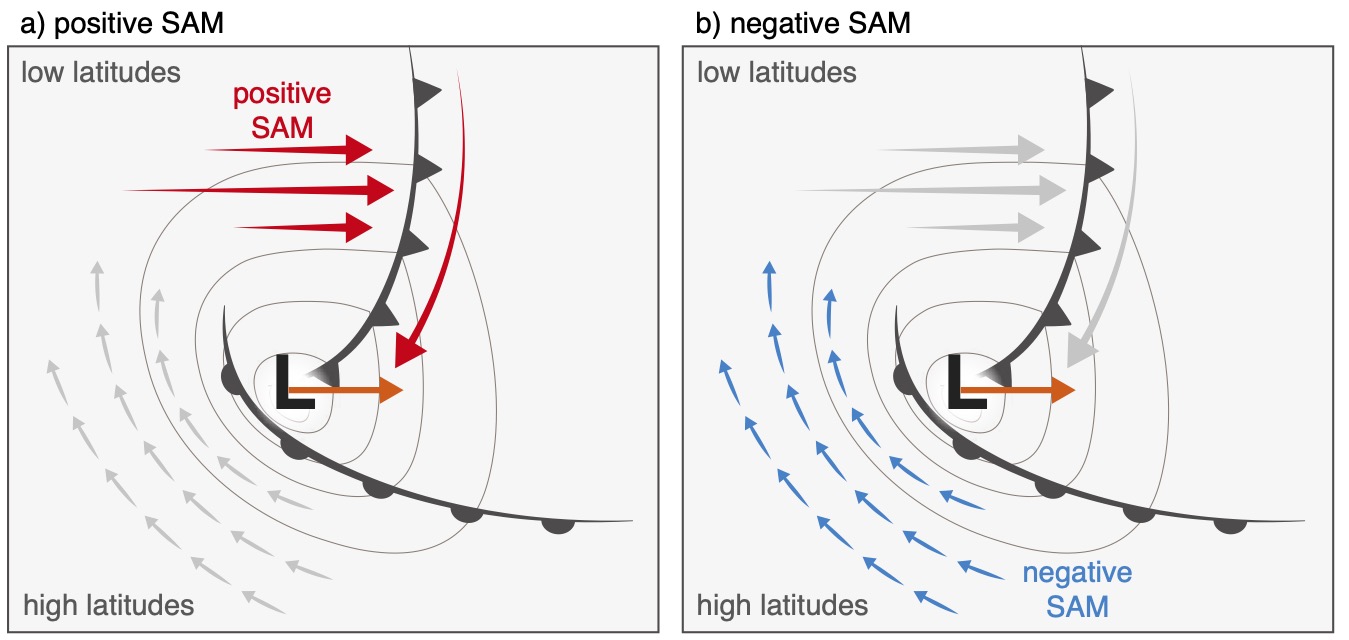 a) positive SAM
low latitudes
positive
SAM
L
high latitudes
b) negative SAM
low latitudes
L
negative
SAM
high latitudes